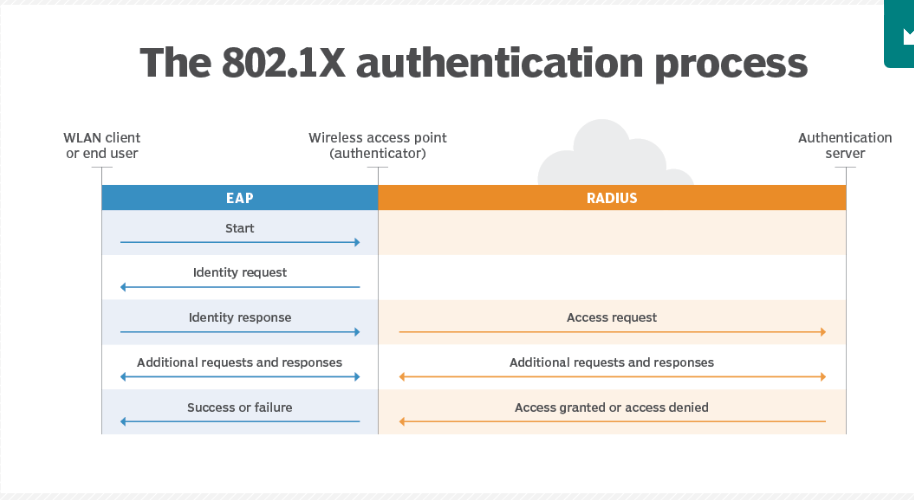 The 802.1X authentication process
WLAN client
or end user
Wireless access point
(authenticator)
Authentication
server
EAP
RADIUS
Start
Identity request
Identity response
Access request
Additional requests and responses
Additional requests and responses
Success or failure
Access granted or access denied